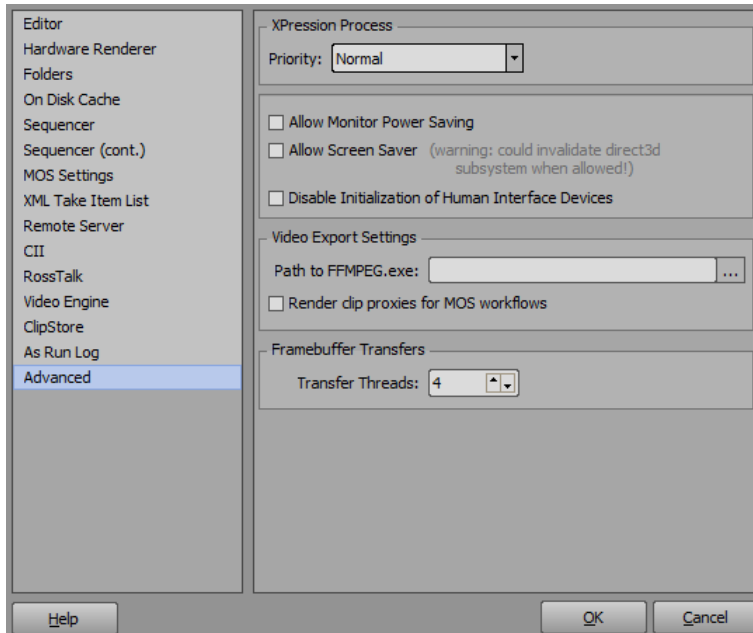 Editor
Hardware Renderer
Folders
On Disk Cache
Sequencer
Sequencer (cont.)
MOS Settings
XML Take Item List
Remote Server
CII
RossTalk
Video Engine
ClipStore
As Run Log
Advanced
XPression Process
Priority: Normal
Allow Monitor Power Saving
Allow Screen Saver (warning: could invalidate direct3d
subsystem when allowed!)
Disable Initialization of Human Interface Devices
Video Export Settings
Path to FFMPEG.exe: ...
Render clip proxies for MOS workflows
Framebuffer Transfers
Transfer Threads: 4
Help
OK
Cancel